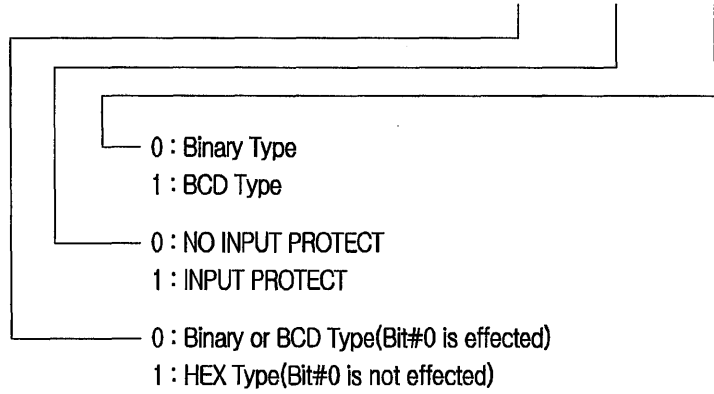 0 : Binary Type
1 : BCD Type
0 : NO INPUT PROTECT
1 : INPUT PROTECT
0 : Binary or BCD Type(Bit#0 is effected)
1 : HEX Type(Bit#0 is not effected)